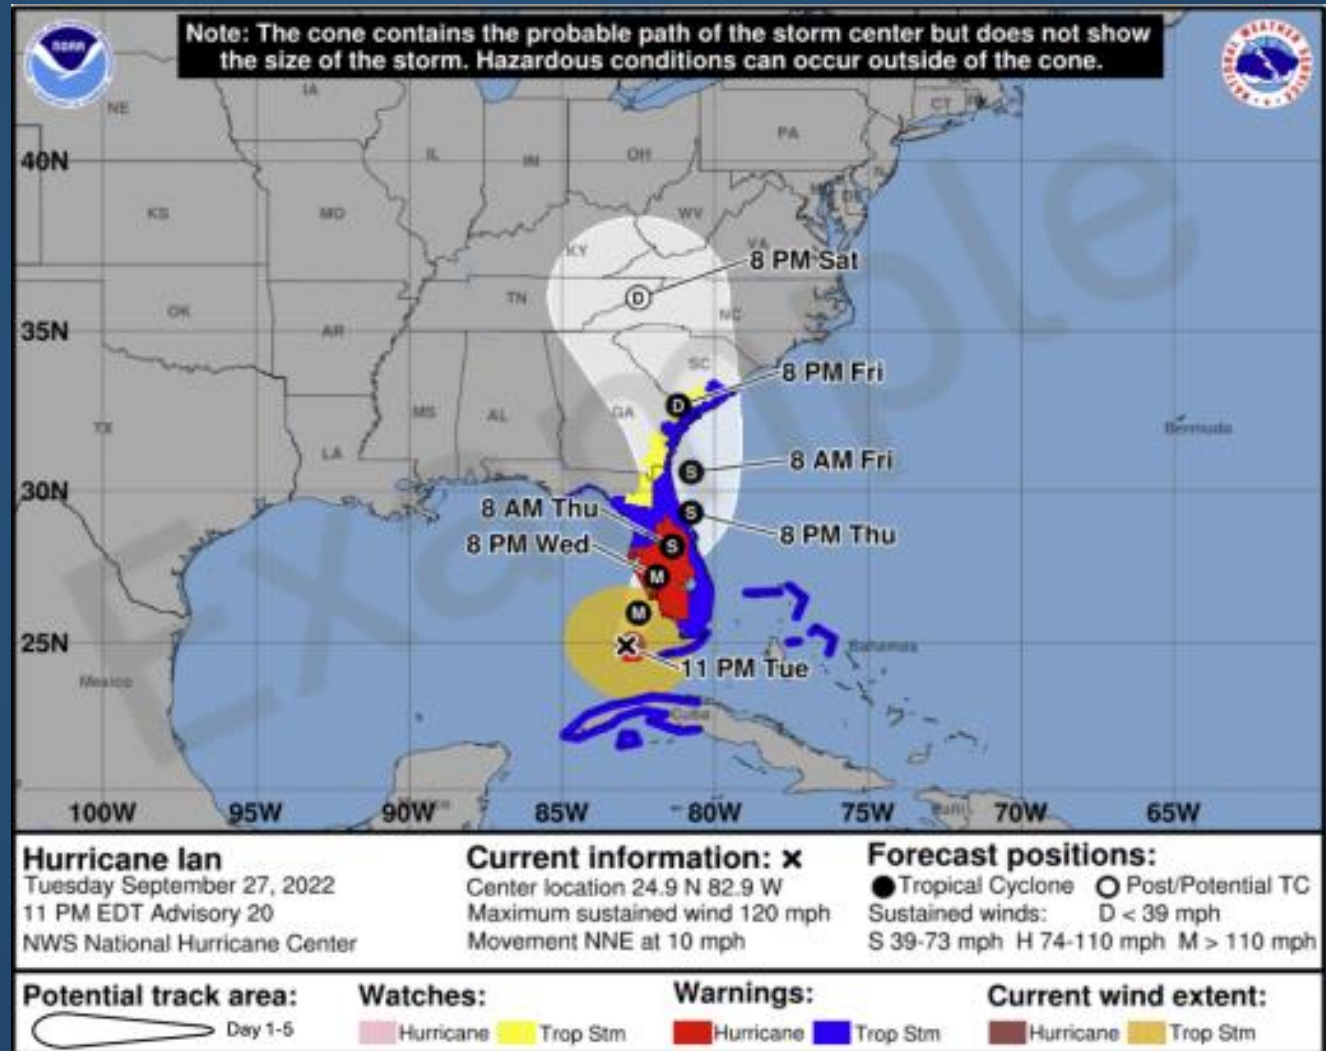 Note: The cone contains the probable path of the storm center but does not show
the size of the storm. Hazardous conditions can occur outside of the cone.
NOAA
NATIONAL WEATHER SERVICE
Example
NE
IA
IL
IN
OH
PA
CT
NJ
DE
40N
KS
MO
KY
WV
VA
8 PM Sat
D
OK
TN
NC
35N
AR
SC
8 PM Fri
D
TX
MS
AL
GA
Bermuda
LA
8 AM Fri
S
30N
8 AM Thu
S
8 PM Thu
S
8 PM Wed
M
M
25N
11 PM Tue
Bahamas
Mexico
Cuba
100W 95W 90W 85W 80W 75W 70W 65W
Hurricane Ian
Tuesday September 27, 2022
11 PM EDT Advisory 20
NWS National Hurricane Center
Current information: ×
Center location 24.9 N 82.9 W
Maximum sustained wind 120 mph
Movement NNE at 10 mph
Forecast positions:
● Tropical Cyclone ○ Post/Potential TC
Sustained winds: D < 39 mph
S 39-73 mph H 74-110 mph M > 110 mph
Potential track area:
Day 1-5
Watches:
Hurricane Trop Stm
Warnings:
Hurricane Trop Stm
Current wind extent:
Hurricane Trop Stm